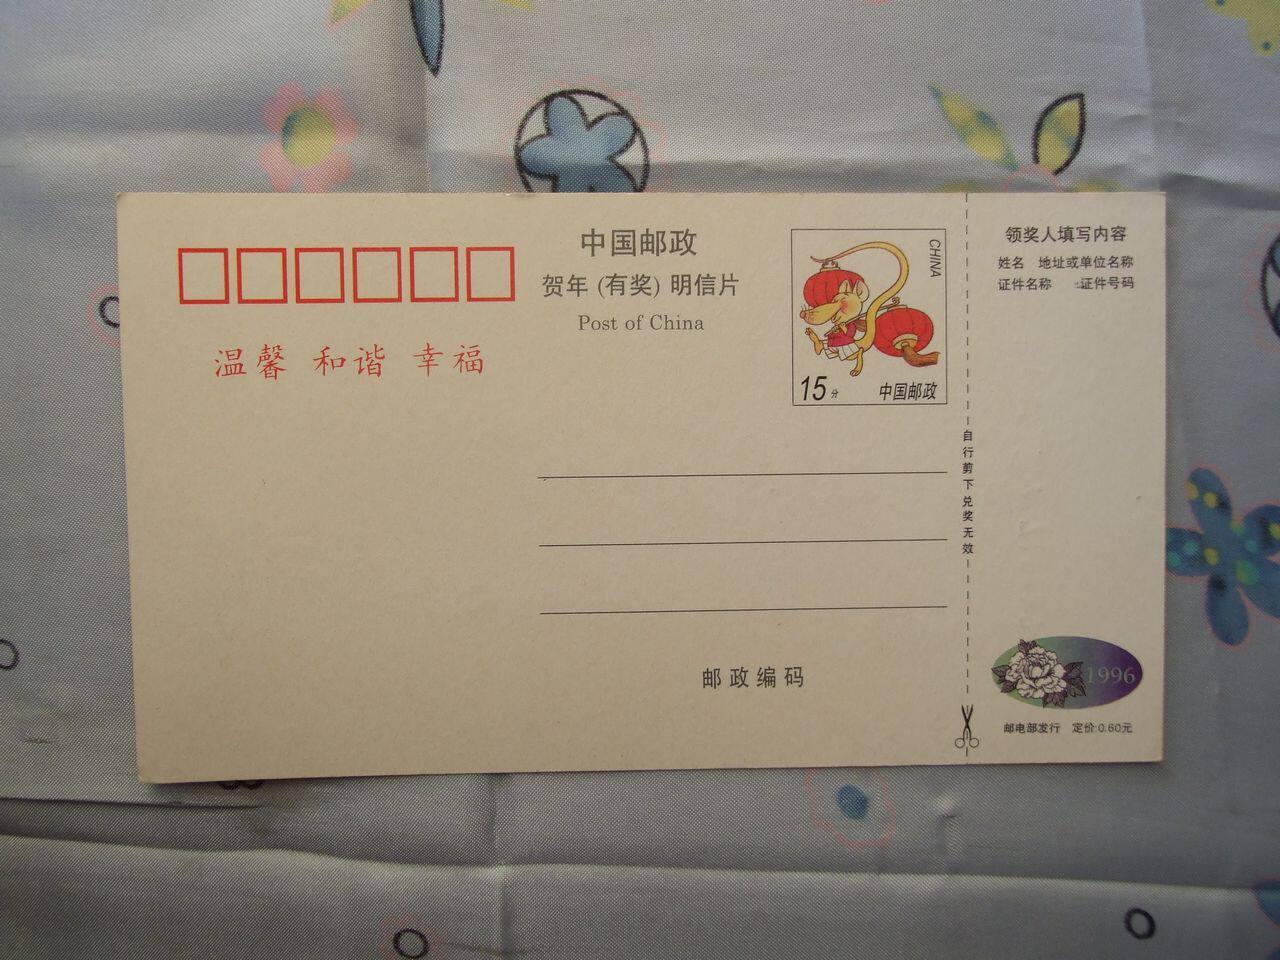 中国邮政
贺年 (有奖) 明信片
Post of China
温馨 和谐 幸福
CHINA
15分 中国邮政
邮政编码
自行剪下兑奖无效
领奖人填写内容
姓名 地址或单位名称
证件名称 证件号码
1996
邮电部发行 定价:0.60元